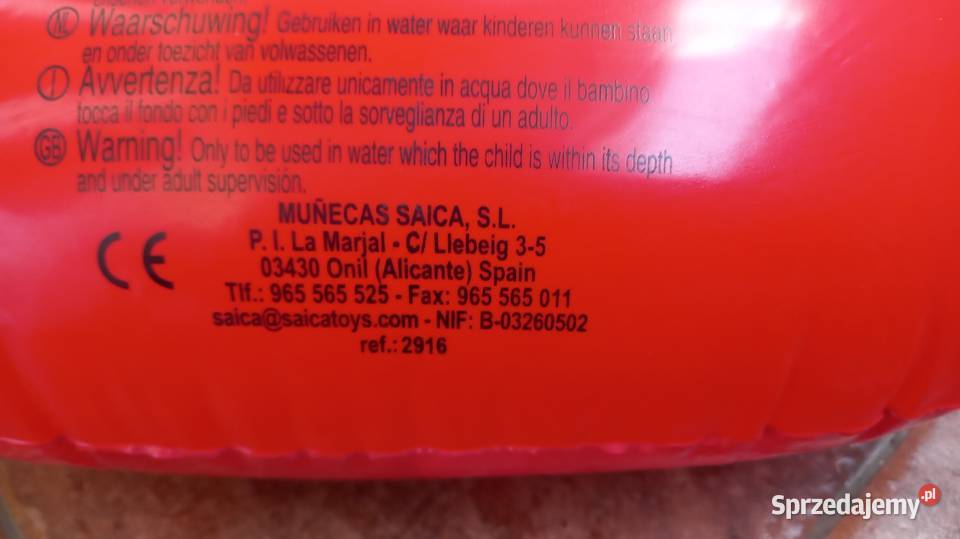 NL Waarschuwing! Gebruiken in water waar kinderen kunnen staan
en onder toezicht van volwassenen.
I Avvertenza! Da utilizzare unicamente in acqua dove il bambino
tocca il fondo con i piedi e sotto la sorveglianza di un adulto.
GB Warning! Only to be used in water which the child is within its depth
and under adult supervisión.
MUÑECAS SAICA, S.L.
P. I. La Marjal - C/ Llebeig 3-5
03430 Onil (Alicante) Spain
CE
Tlf.: 965 565 525 - Fax: 965 565 011
saica@saicatoys.com - NIF: B-03260502
ref.: 2916
Sprzedajemy.pl